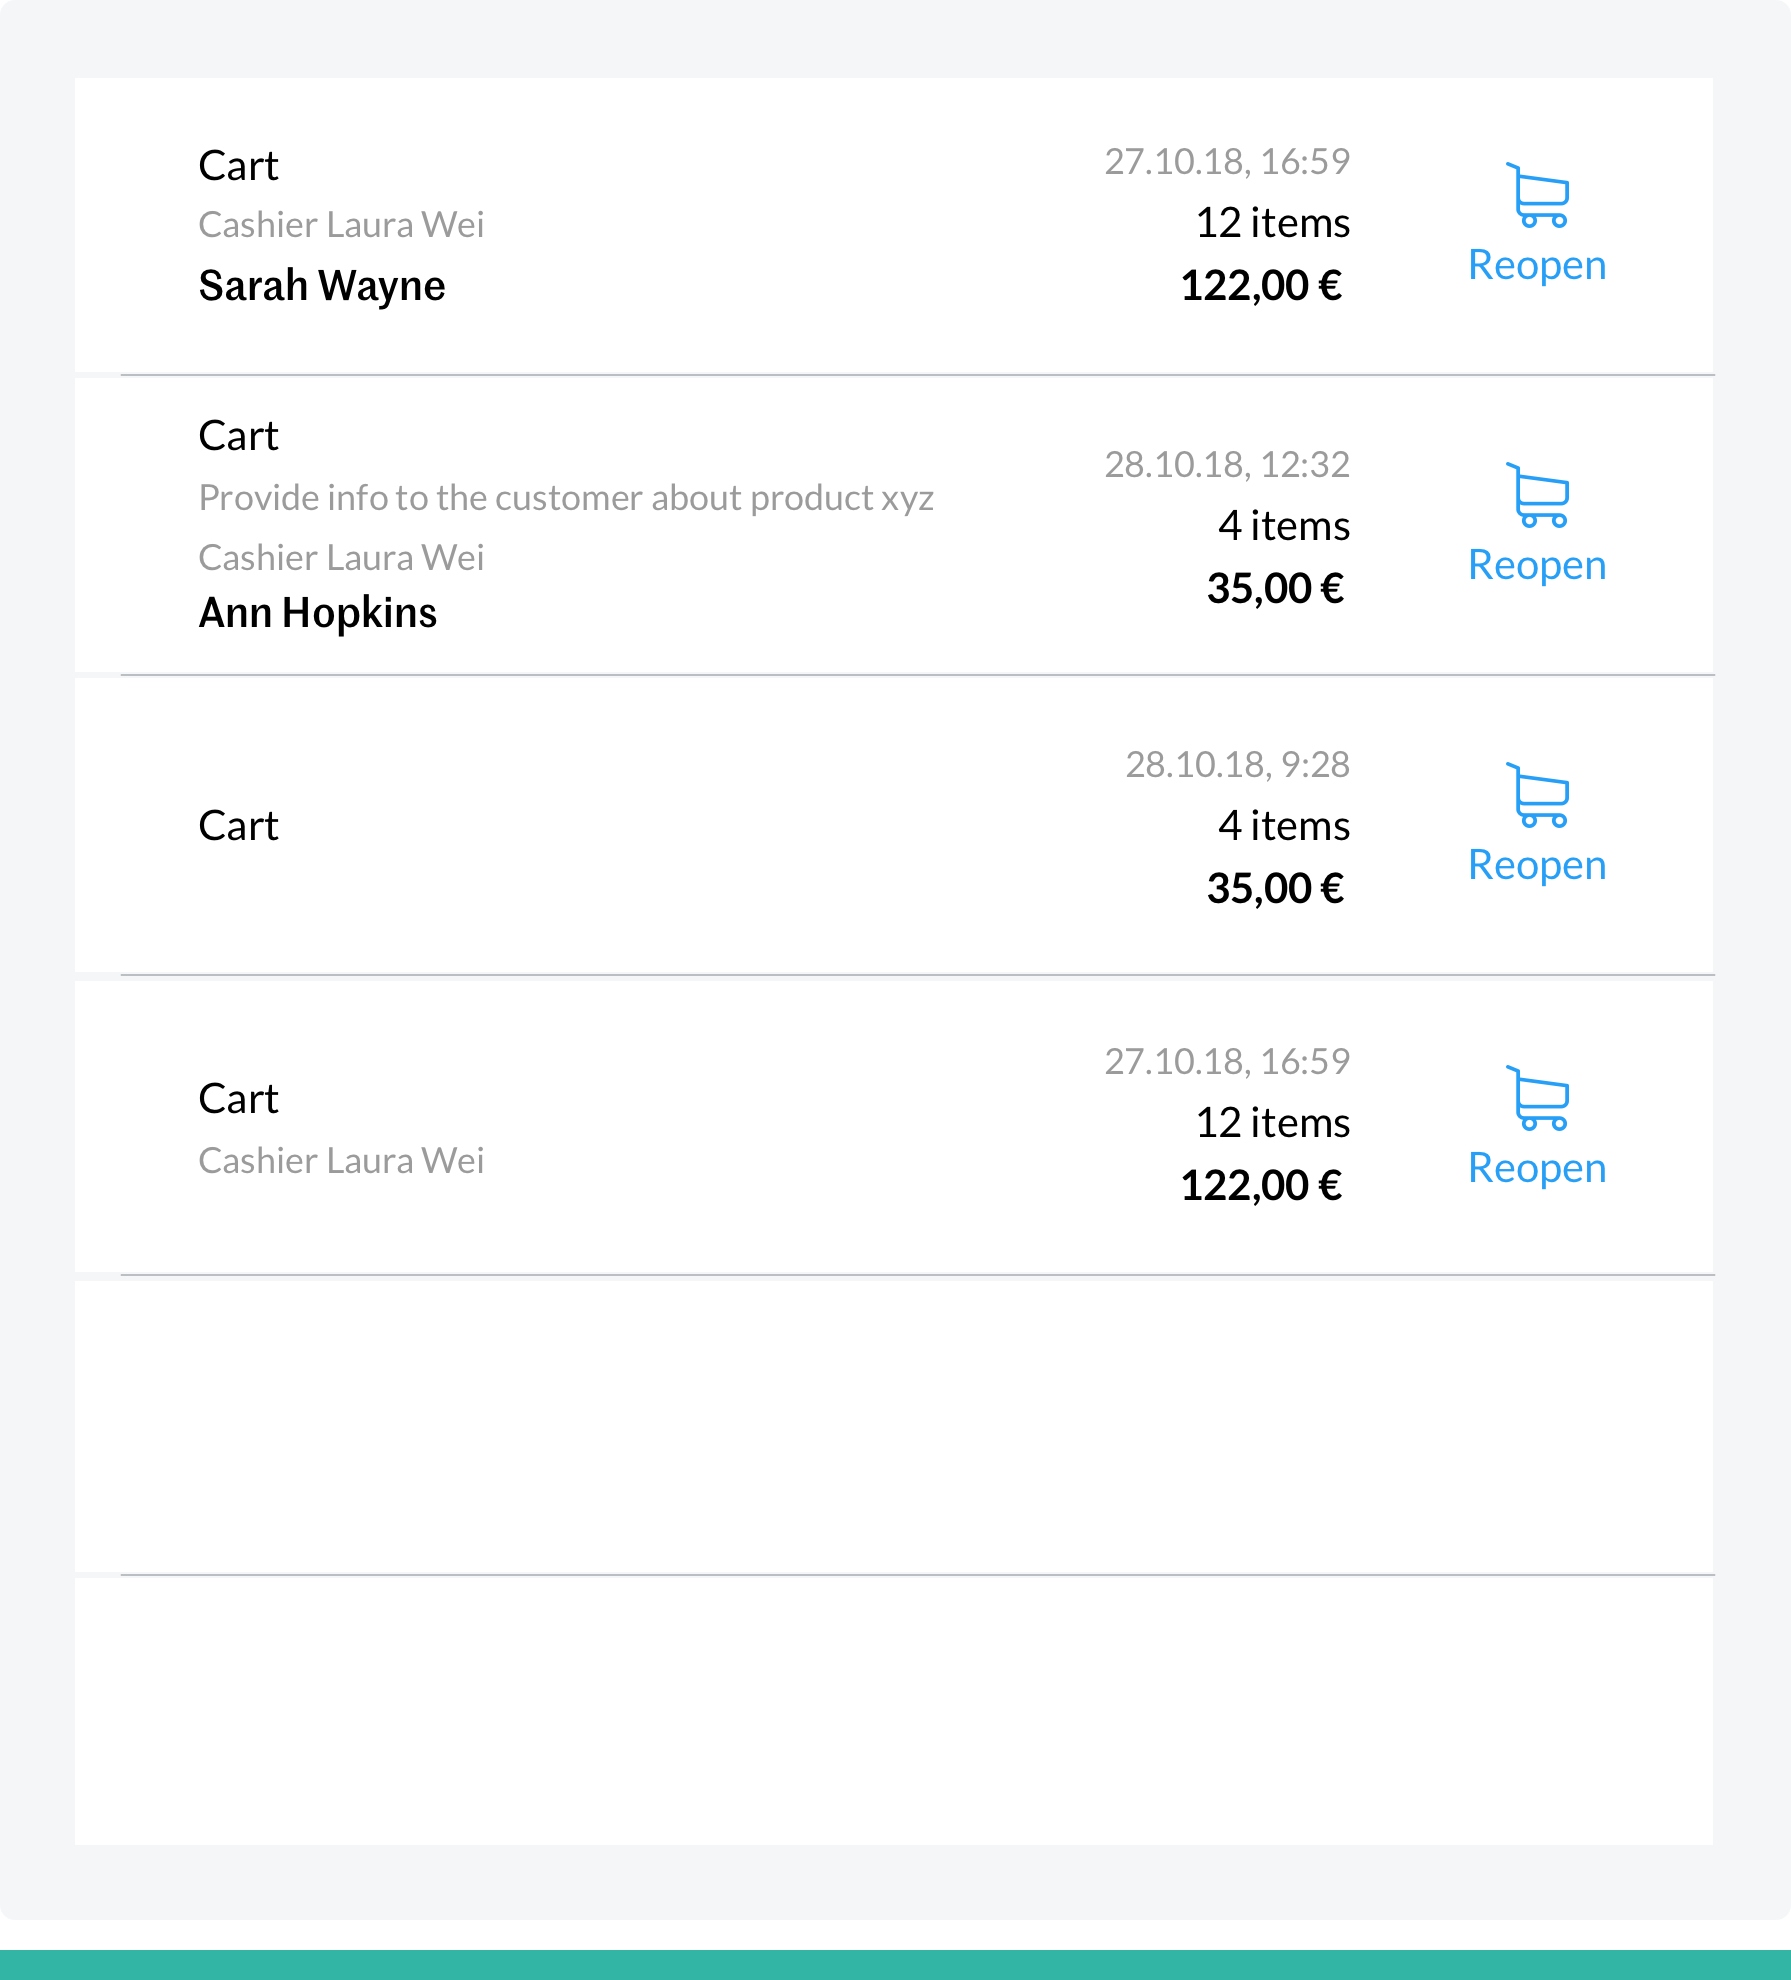 Cart
Cashier Laura Wei
Sarah Wayne
27.10.18, 16:59
12 items
122,00 €
Reopen
Cart
Provide info to the customer about product xyz
Cashier Laura Wei
Ann Hopkins
28.10.18, 12:32
4 items
35,00 €
Reopen
Cart
28.10.18, 9:28
4 items
35,00 €
Reopen
Cart
Cashier Laura Wei
27.10.18, 16:59
12 items
122,00 €
Reopen